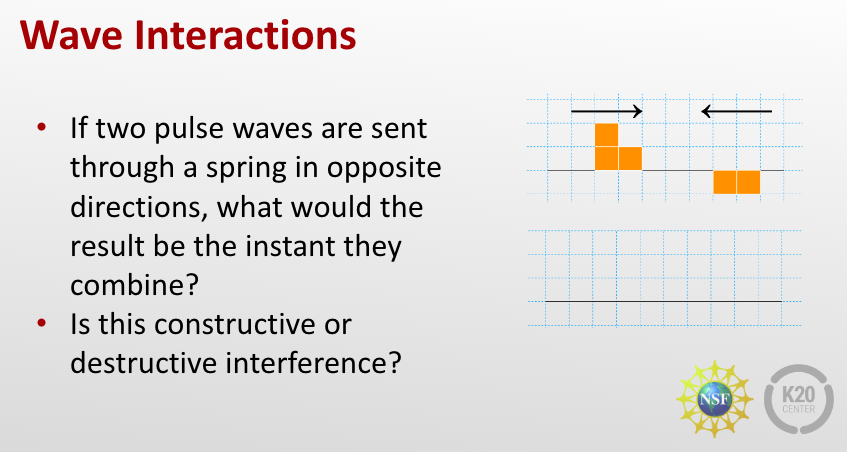 Wave Interactions
• If two pulse waves are sent
through a spring in opposite
directions, what would the
result be the instant they
combine?
• Is this constructive or
destructive interference?
NSF
K20
CENTER